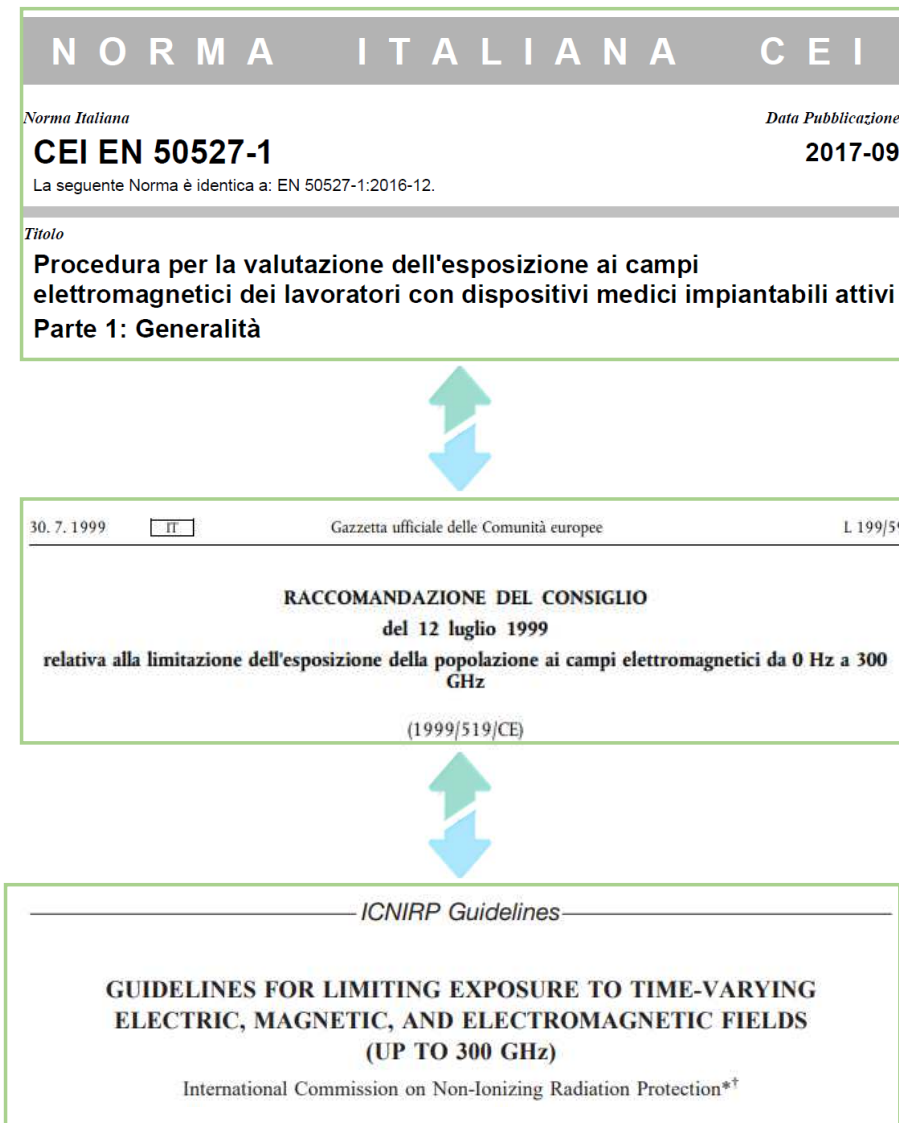 NORMA ITALIANA CEI
Norma Italiana
Data Pubblicazione
CEI EN 50527-1
2017-09
La seguente Norma è identica a: EN 50527-1:2016-12.
Titolo
Procedura per la valutazione dell'esposizione ai campi
elettromagnetici dei lavoratori con dispositivi medici impiantabili attivi
Parte 1: Generalità
30. 7. 1999 IT Gazzetta ufficiale delle Comunità europee L 199/59
RACCOMANDAZIONE DEL CONSIGLIO
del 12 luglio 1999
relativa alla limitazione dell'esposizione della popolazione ai campi elettromagnetici da 0 Hz a 300
GHz
(1999/519/CE)
ICNIRP Guidelines
GUIDELINES FOR LIMITING EXPOSURE TO TIME-VARYING
ELECTRIC, MAGNETIC, AND ELECTROMAGNETIC FIELDS
(UP TO 300 GHz)
International Commission on Non-Ionizing Radiation Protection*†